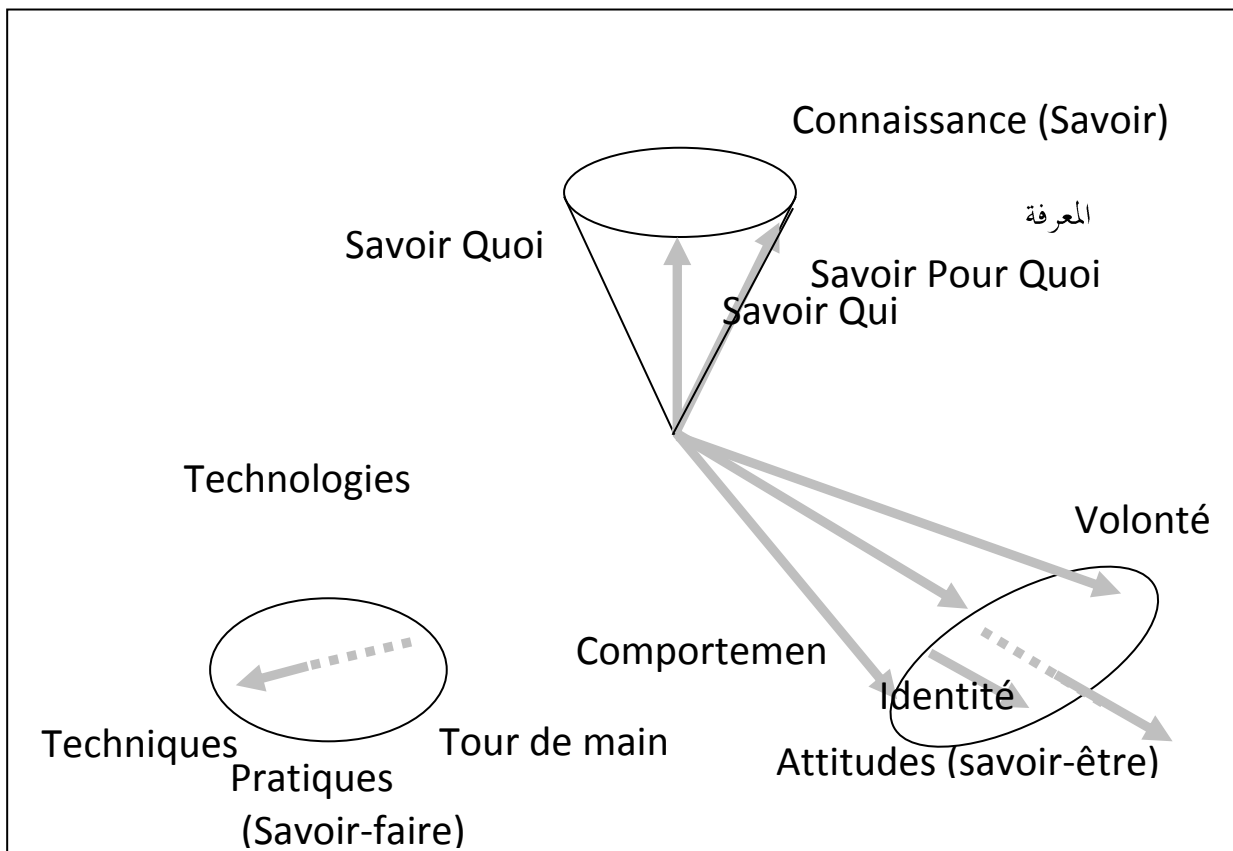 Connaissance (Savoir)
المعرفة
Savoir Quoi
Savoir Pour Quoi
Savoir Qui
Technologies
Volonté
Comportemen
Identité
Techniques
Tour de main
Attitudes (savoir-être)
Pratiques
(Savoir-faire)